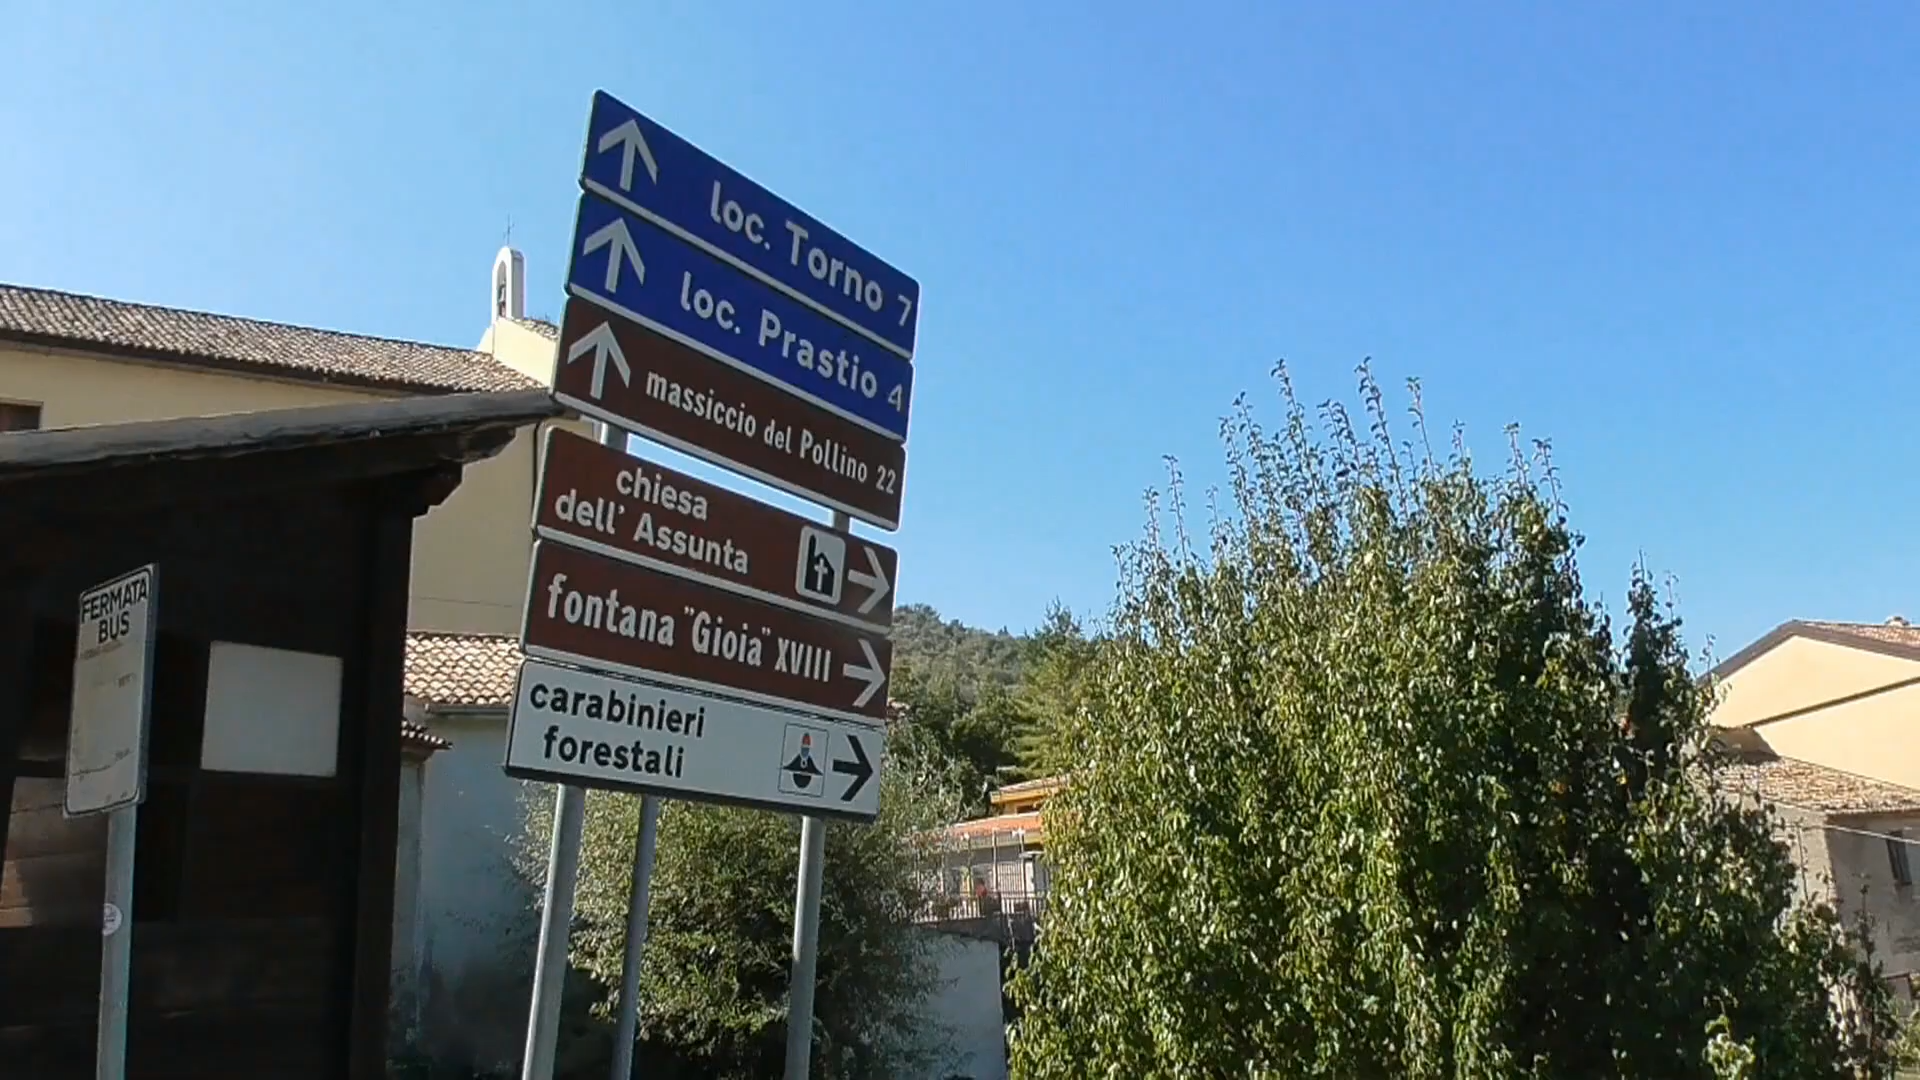 loc. Torno 7
loc. Prastio 4
massiccio del Pollino 22
chiesa
dell' Assunta
fontana "Gioia" XVIII
carabinieri
forestali
FERMATA
BUS